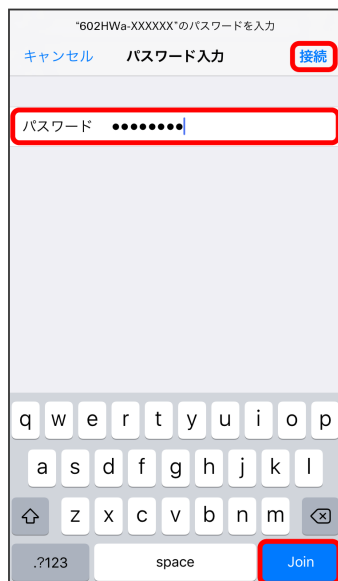 "602HWa-XXXXXX"のパスワードを入力
キャンセル パスワード入力 接続
パスワード ●●●●●●●●
q w e r t y u i o p
a s d f g h j k l
z x c v b n m
.?123 space Join